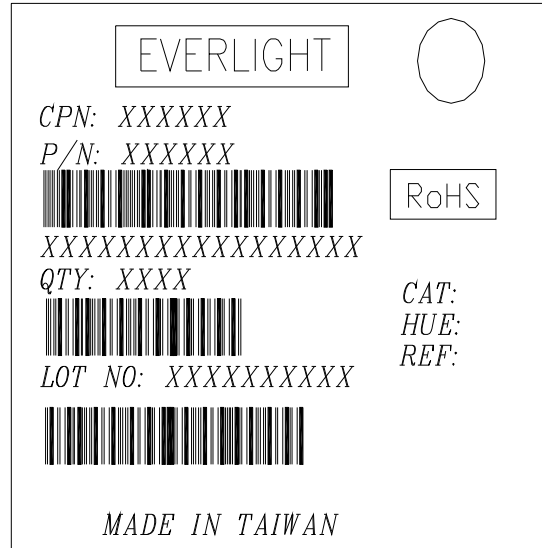 EVERLIGHT
CPN: XXXXXX
P/N: XXXXXX
RoHS
XXXXXXXXXXXXXXXXX
QTY: XXXX
CAT:
HUE:
REF:
LOT NO: XXXXXXXXXX
MADE IN TAIWAN